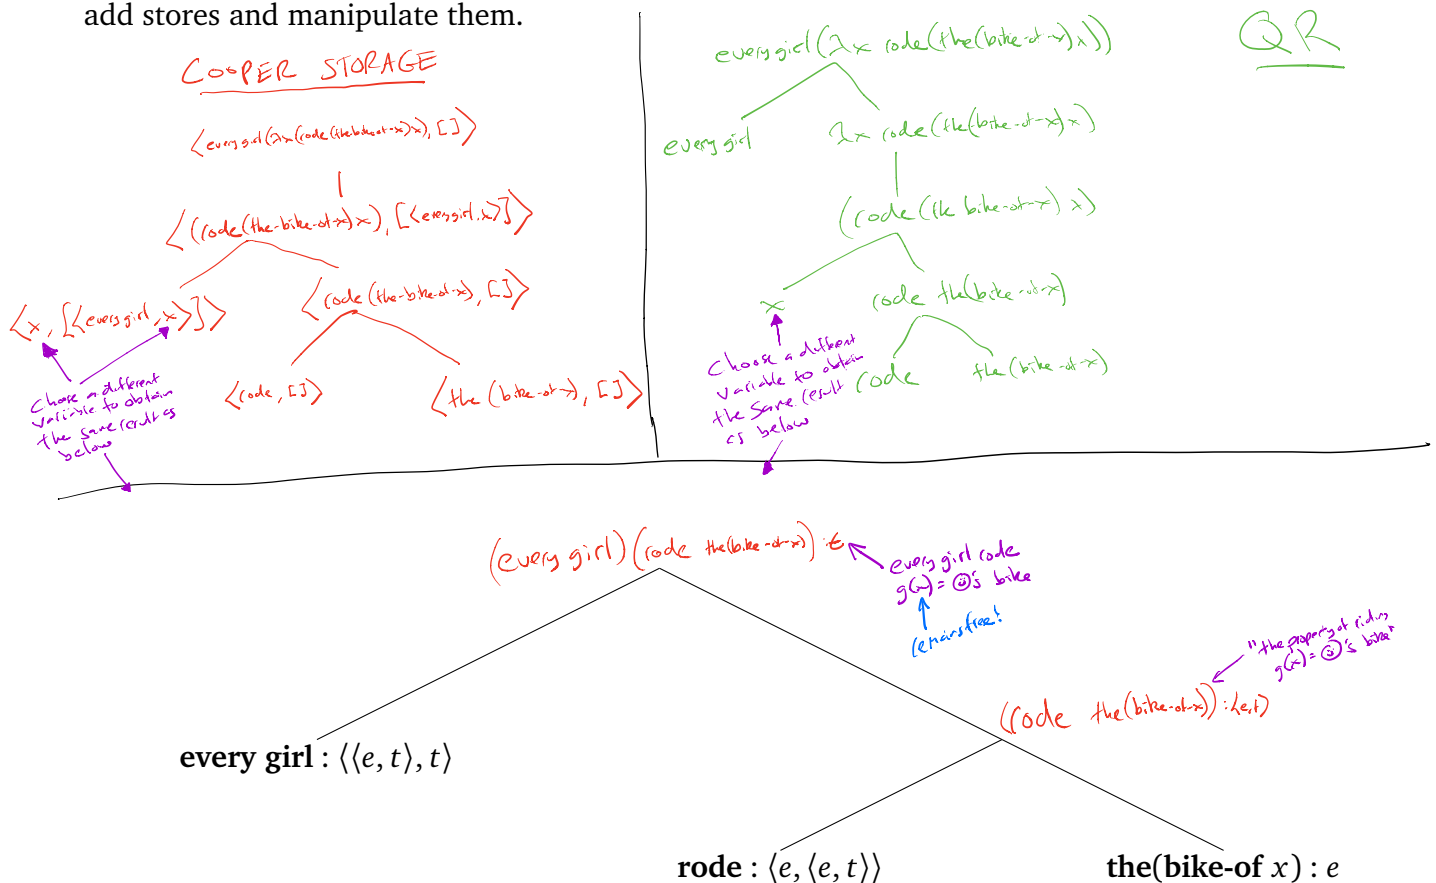 add stores and manipulate them.
COOPER STORAGE
⟨every girl(λx(rode(the-bike-of-x)x), []⟩
⟨(rode(the-bike-of-x)x), [⟨every girl, x⟩]⟩
⟨x, [⟨every girl, x⟩]⟩
⟨rode(the-bike-of-x), []⟩
⟨rode, []⟩
⟨the(bike-of-x), []⟩
Choose a different
variable to obtain
the same result as
below
QR
every girl(λx rode(the(bike-of-x)x))
every girl
λx rode(the(bike-of-x)x)
(rode(the bike-of-x) x)
x
rode the(bike-of-x)
rode
the(bike-of-x)
Choose a different
variable to obtain
the same result
as below
(every girl)(rode the(bike-of-x)):t
every girl rode
g(x)=☺'s bike
remains free!
"the property of riding
g(x)=☺'s bike"
(rode the(bike-of-x)):⟨e,t⟩
every girl : ⟨⟨e, t⟩, t⟩
rode : ⟨e, ⟨e, t⟩⟩
the(bike-of x) : e